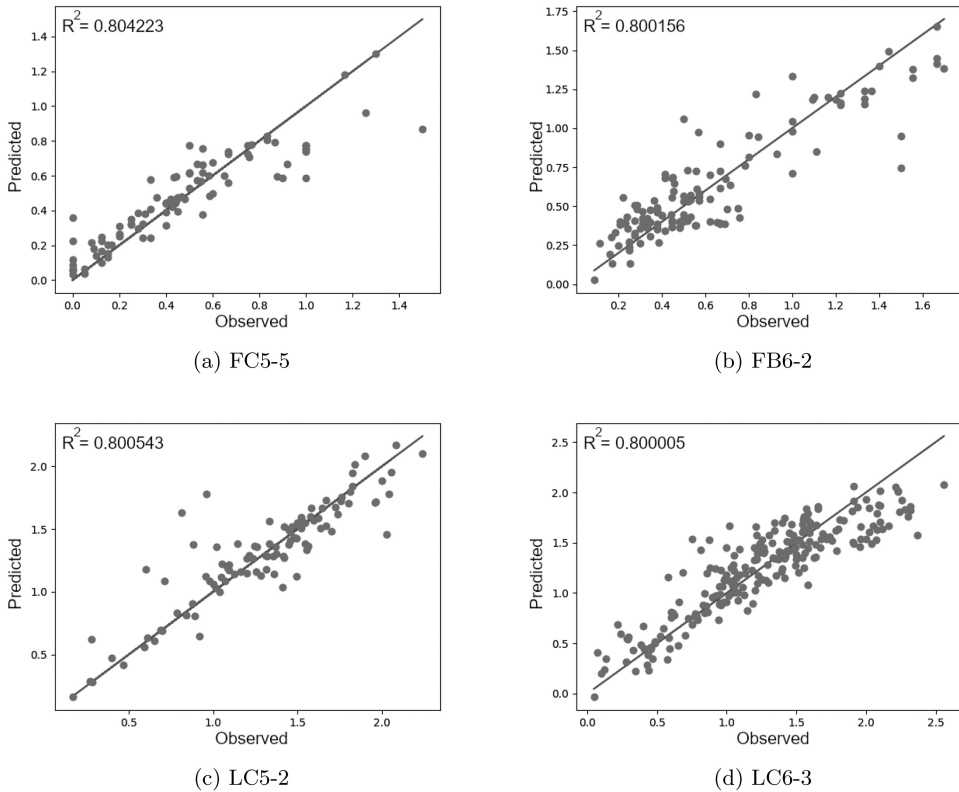 R² = 0.804223
1.4
1.2
1.0
0.8
0.6
0.4
0.2
0.0
Predicted
0.0 0.2 0.4 0.6 0.8 1.0 1.2 1.4
Observed
(a) FC5-5
R² = 0.800156
1.75
1.50
1.25
1.00
0.75
0.50
0.25
0.00
Predicted
0.2 0.4 0.6 0.8 1.0 1.2 1.4 1.6
Observed
(b) FB6-2
R² = 0.800543
2.0
1.5
1.0
0.5
Predicted
0.5 1.0 1.5 2.0
Observed
(c) LC5-2
R² = 0.800005
2.5
2.0
1.5
1.0
0.5
0.0
Predicted
0.0 0.5 1.0 1.5 2.0 2.5
Observed
(d) LC6-3